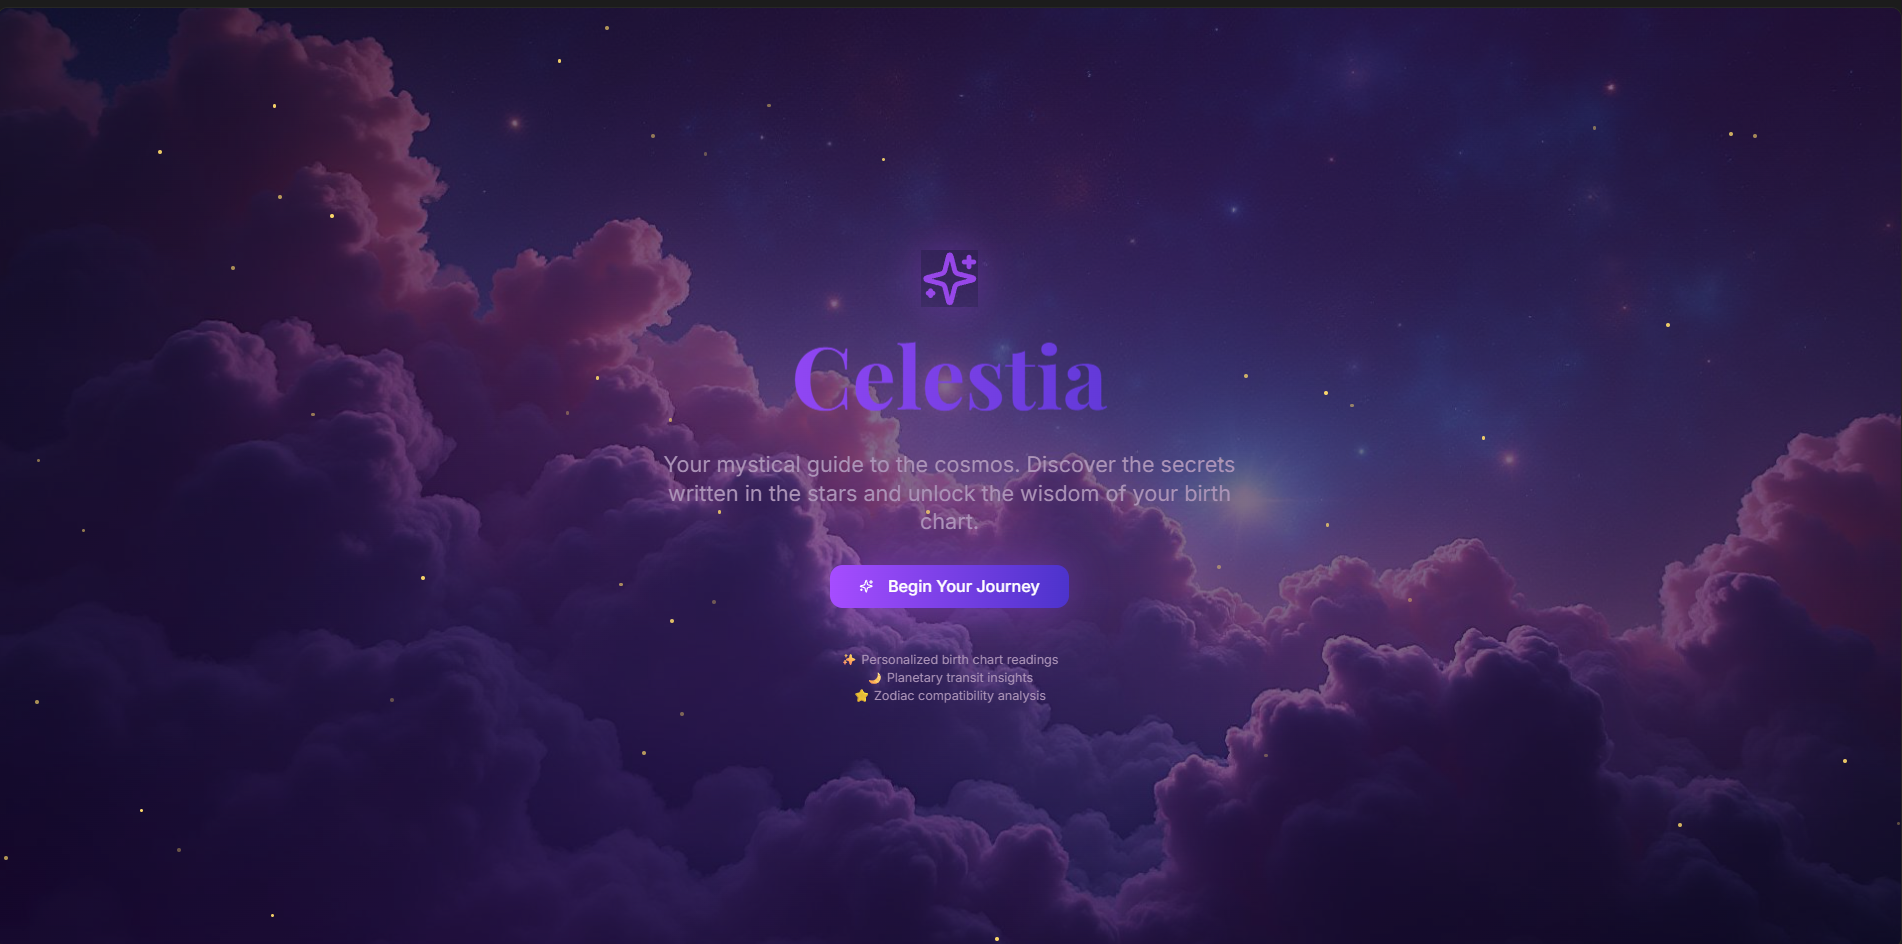 Celestia
Your mystical guide to the cosmos. Discover the secrets
written in the stars and unlock the wisdom of your birth
chart.
Begin Your Journey
✨ Personalized birth chart readings
🌙 Planetary transit insights
⭐ Zodiac compatibility analysis